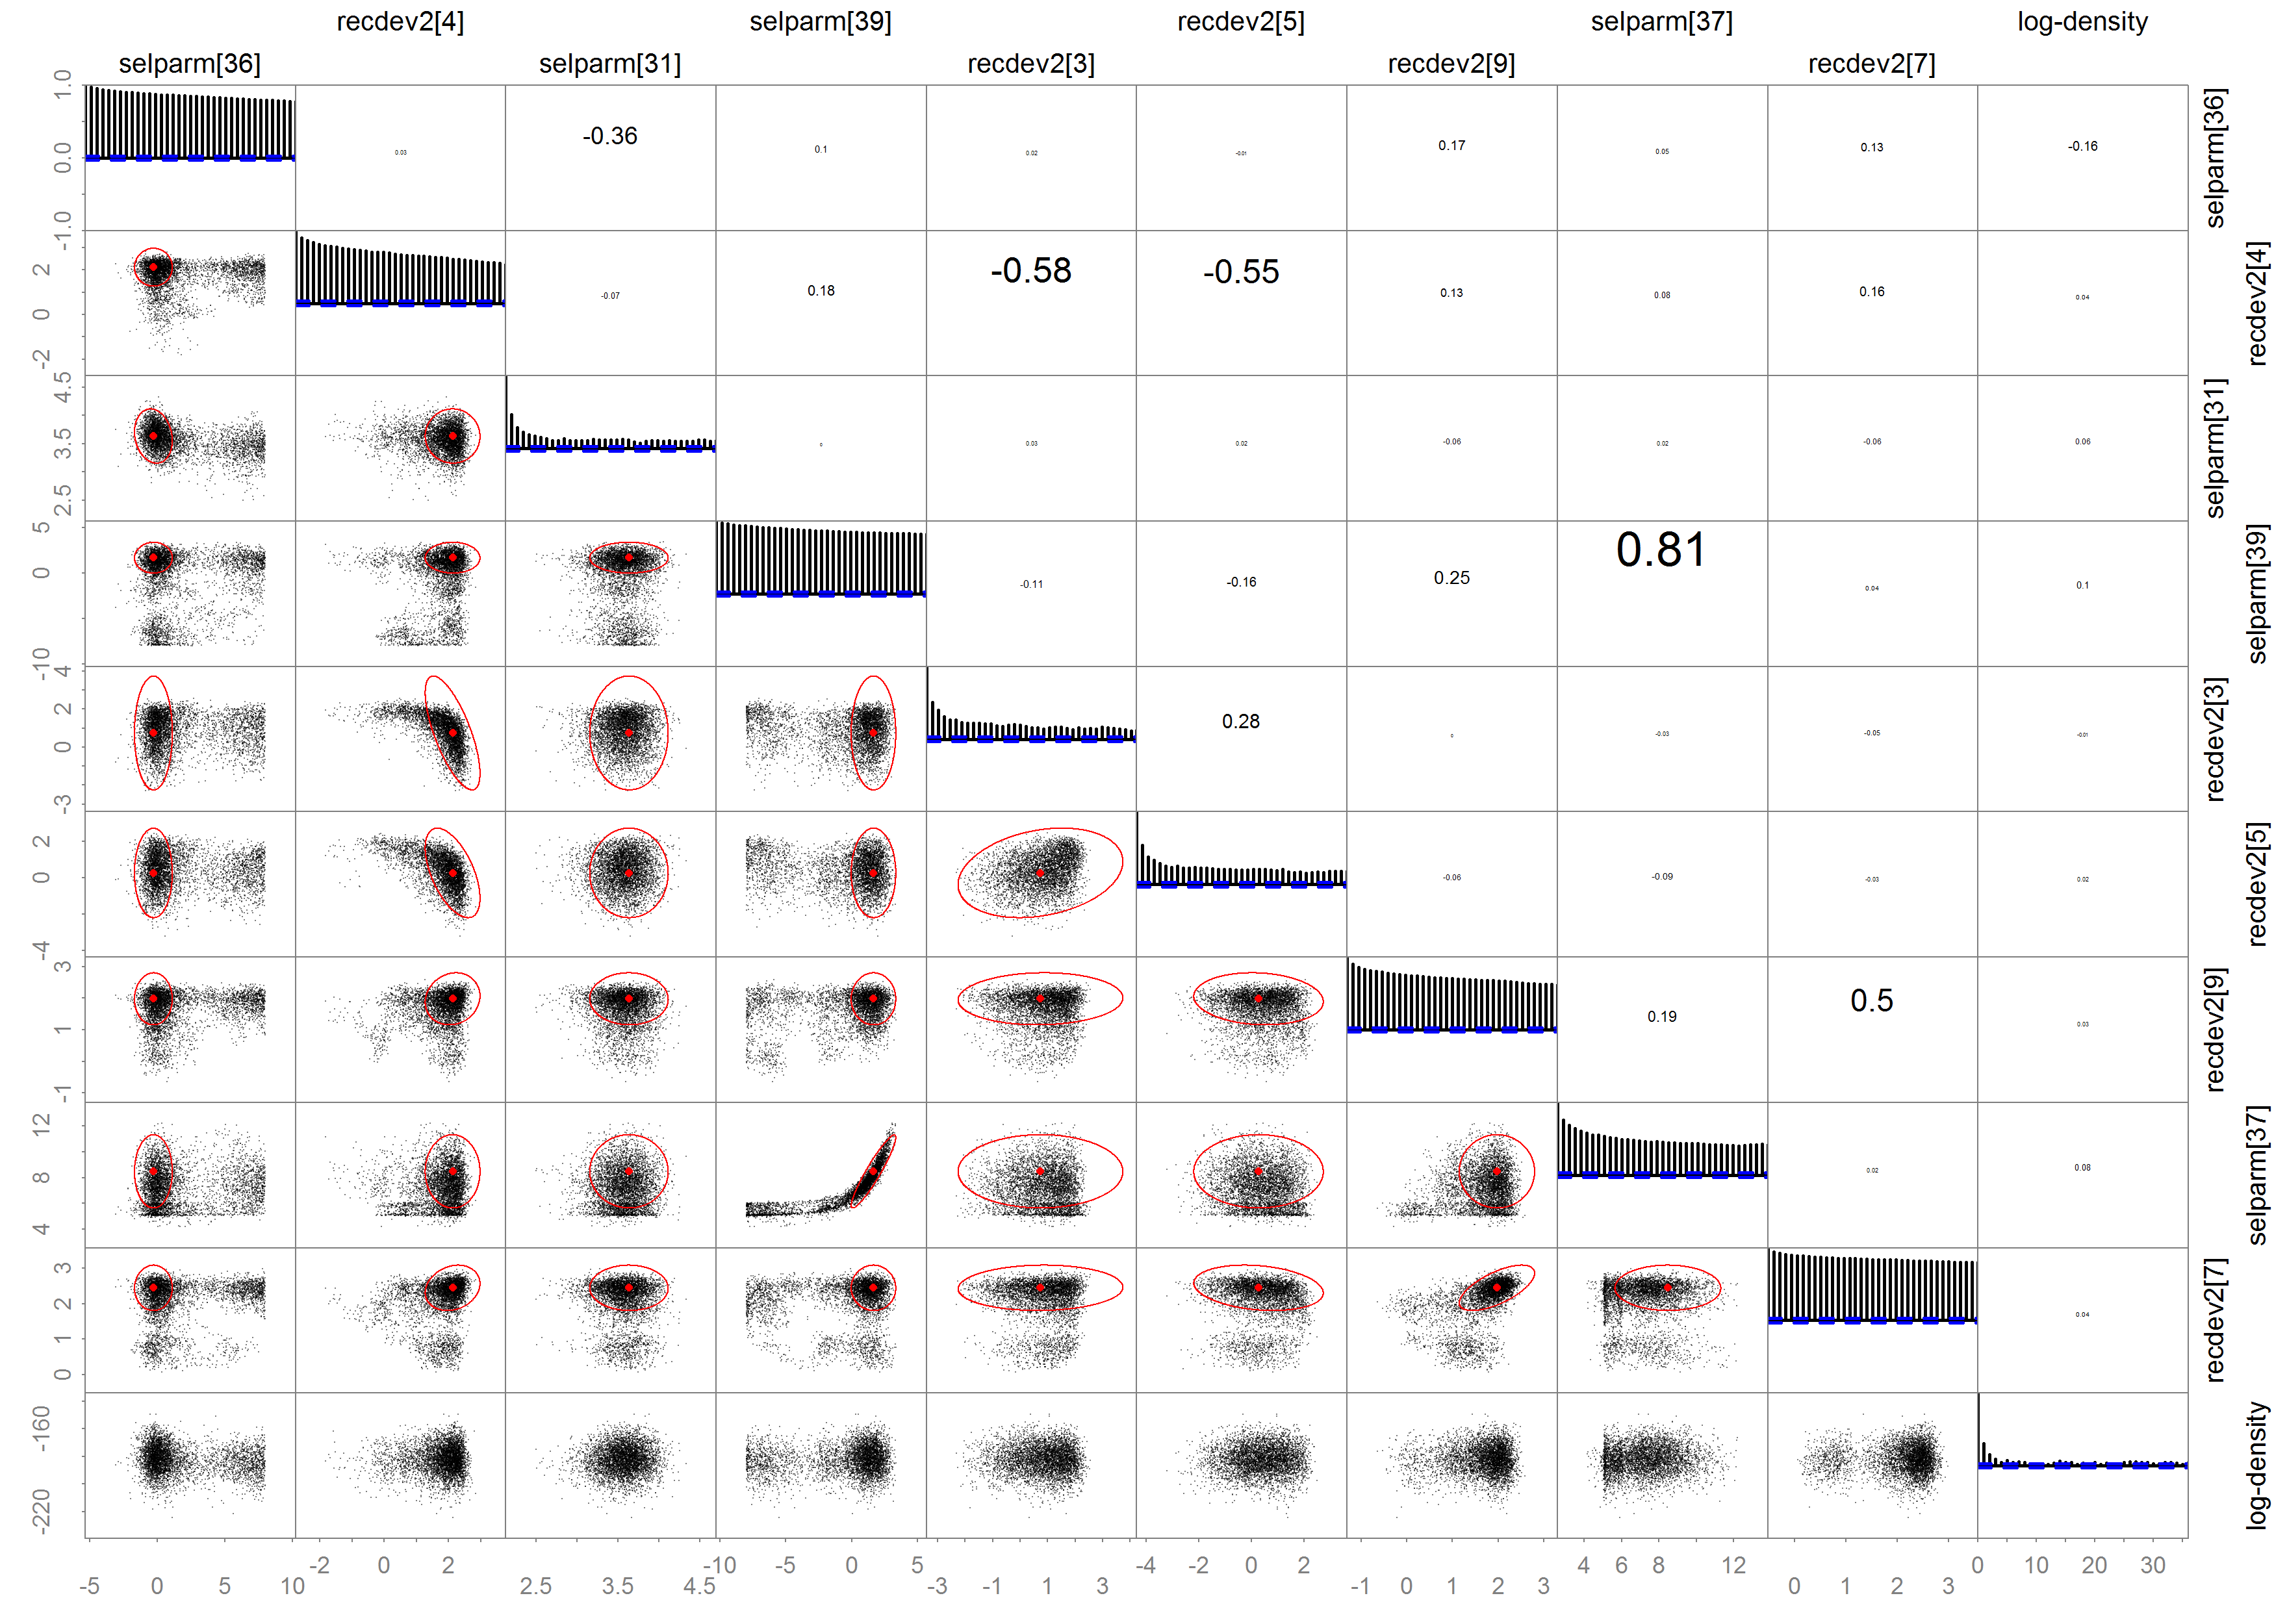 recdev2[4] selparm[39] recdev2[5] selparm[37] log-density
selparm[36] selparm[31] recdev2[3] recdev2[9] recdev2[7]
1.0 0.0 -1.0 0.03 -0.36 0.1 0.02 -0.01 0.17 0.05 0.13 -0.16 selparm[36]
2 0 -2 -0.07 0.18 -0.58 -0.55 0.13 0.08 0.16 0.04 recdev2[4]
4.5 3.5 2.5 0 0.03 0.02 -0.06 0.02 -0.06 0.06 selparm[31]
5 0 -10 -0.11 -0.16 0.25 0.81 0.04 0.1 selparm[39]
4 2 0 -3 0.28 0 -0.03 -0.05 -0.01 recdev2[3]
2 0 -4 -0.06 -0.09 -0.03 0.02 recdev2[5]
3 1 -1 0.19 0.5 0.03 recdev2[9]
12 8 4 0.02 0.08 selparm[37]
3 2 1 0 0.04 recdev2[7]
-160 -220 log-density
-2 0 2 -10 -5 0 5 -4 -2 0 2 4 6 8 12 0 10 20 30
-5 0 5 10 2.5 3.5 4.5 -3 -1 1 3 -1 0 1 2 3 0 1 2 3